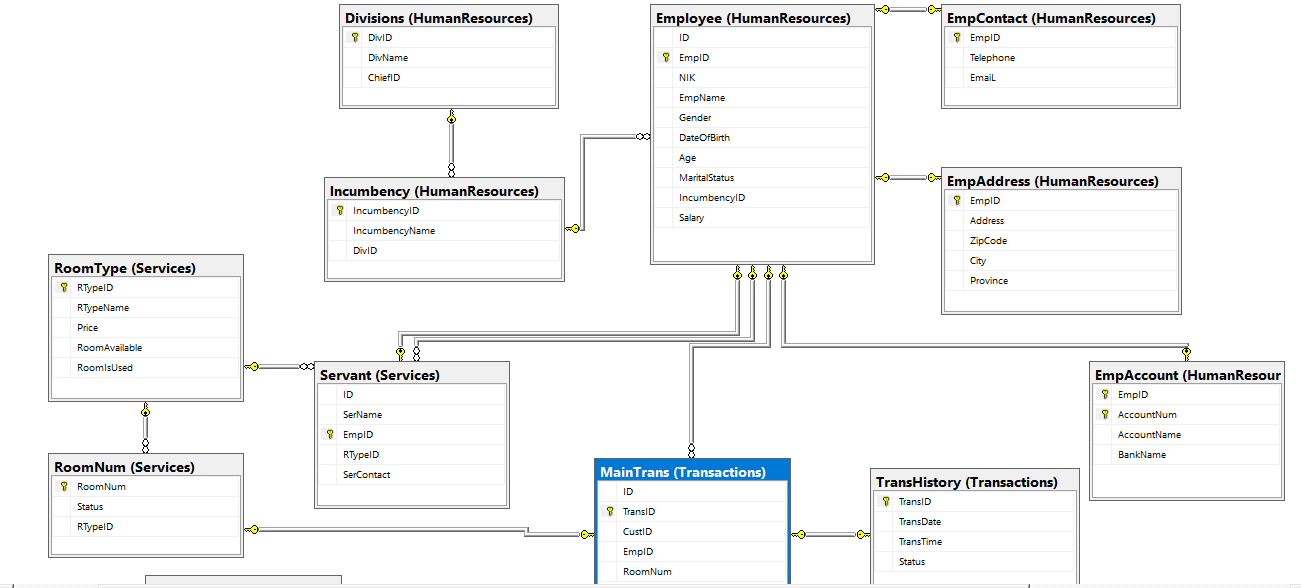 Divisions (HumanResources)
DivID
DivName
ChiefID
Employee (HumanResources)
ID
EmpID
NIK
EmpName
Gender
DateOfBirth
Age
MaritalStatus
IncumbencyID
Salary
EmpContact (HumanResources)
EmpID
Telephone
EmaiL
Incumbency (HumanResources)
IncumbencyID
IncumbencyName
DivID
EmpAddress (HumanResources)
EmpID
Address
ZipCode
City
Province
RoomType (Services)
RTypeID
RTypeName
Price
RoomAvailable
RoomIsUsed
Servant (Services)
ID
SerName
EmpID
RTypeID
SerContact
EmpAccount (HumanResour
EmpID
AccountNum
AccountName
BankName
RoomNum (Services)
RoomNum
Status
RTypeID
MainTrans (Transactions)
ID
TransID
CustID
EmpID
RoomNum
TransHistory (Transactions)
TransID
TransDate
TransTime
Status